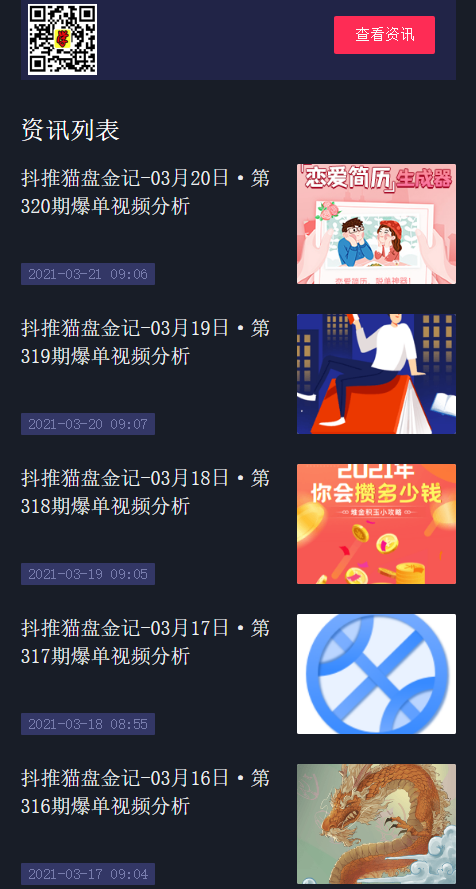 查看资讯
资讯列表
抖推猫盘金记-03月20日·第
320期爆单视频分析
2021-03-21 09:06
恋爱简历生成器
抖推猫盘金记-03月19日·第
319期爆单视频分析
2021-03-20 09:07
抖推猫盘金记-03月18日·第
318期爆单视频分析
2021-03-19 09:05
2021年
你会攒多少钱
堆金积玉小攻略
抖推猫盘金记-03月17日·第
317期爆单视频分析
2021-03-18 08:55
抖推猫盘金记-03月16日·第
316期爆单视频分析
2021-03-17 09:04